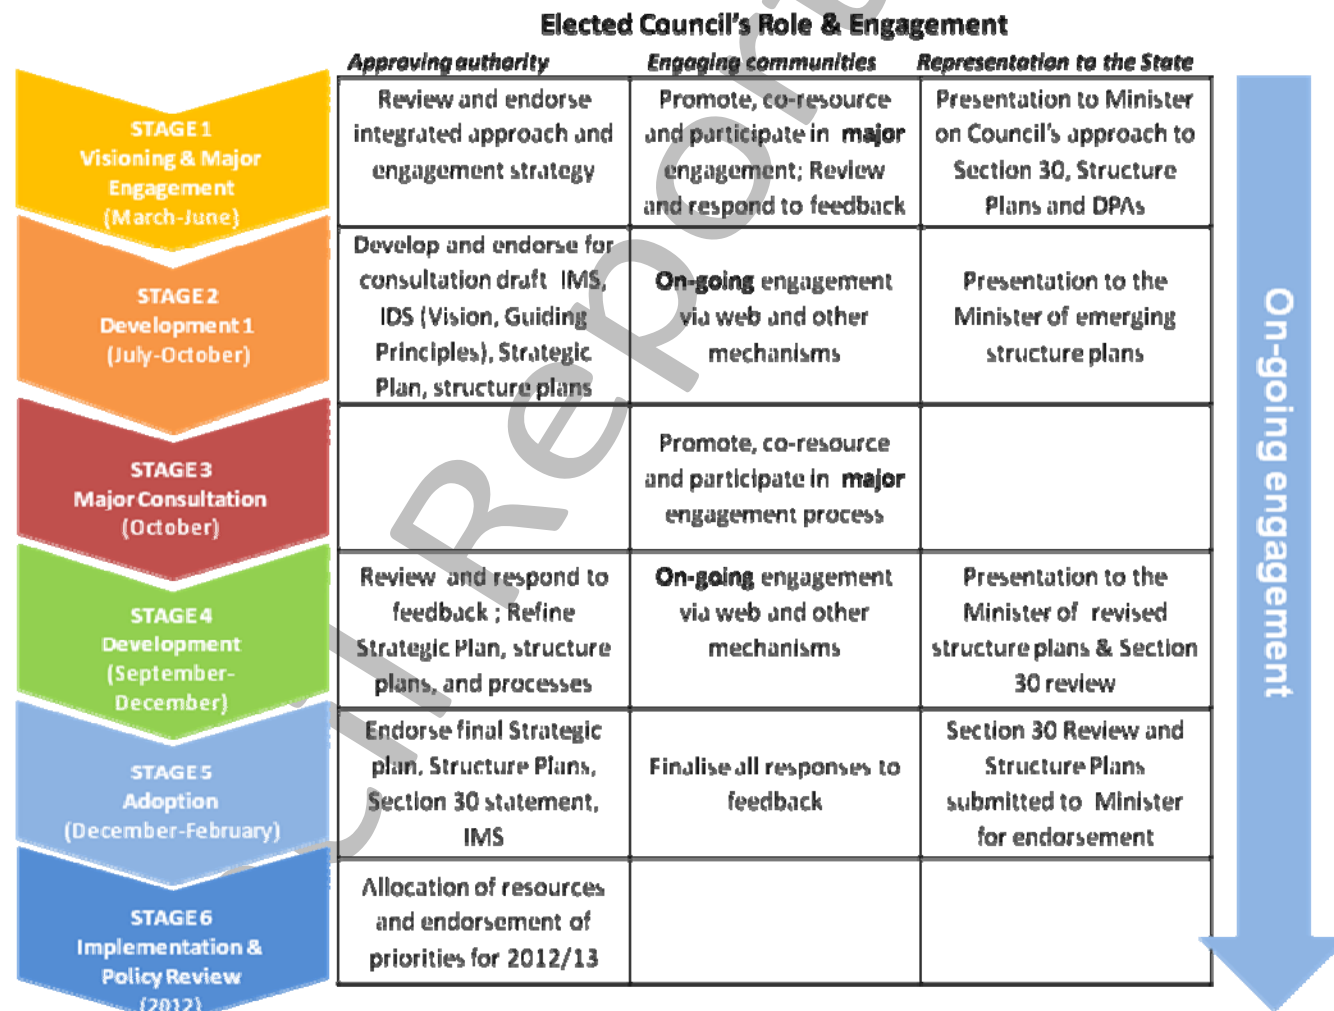 Elected Council's Role & Engagement
Approving authority
Engaging communities
Representation to the State
STAGE 1
Visioning & Major
Engagement
(March-June)
Review and endorse
integrated approach and
engagement strategy
Promote, co-resource
and participate in major
engagement; Review
and respond to feedback
Presentation to Minister
on Council's approach to
Section 30, Structure
Plans and DPAs
STAGE 2
Development 1
(July-October)
Develop and endorse for
consultation draft IMS,
IDS (Vision, Guiding
Principles), Strategic
Plan, structure plans
On-going engagement
via web and other
mechanisms
Presentation to the
Minister of emerging
structure plans
STAGE 3
Major Consultation
(October)
Promote, co-resource
and participate in major
engagement process
STAGE 4
Development
(September-
December)
Review and respond to
feedback ; Refine
Strategic Plan, structure
plans, and processes
On-going engagement
via web and other
mechanisms
Presentation to the
Minister of revised
structure plans & Section
30 review
STAGE 5
Adoption
(December-February)
Endorse final Strategic
plan, Structure Plans,
Section 30 statement,
IMS
Finalise all responses to
feedback
Section 30 Review and
Structure Plans
submitted to Minister
for endorsement
STAGE 6
Implementation &
Policy Review
(2012)
Allocation of resources
and endorsement of
priorities for 2012/13
On-going engagement
cil Report